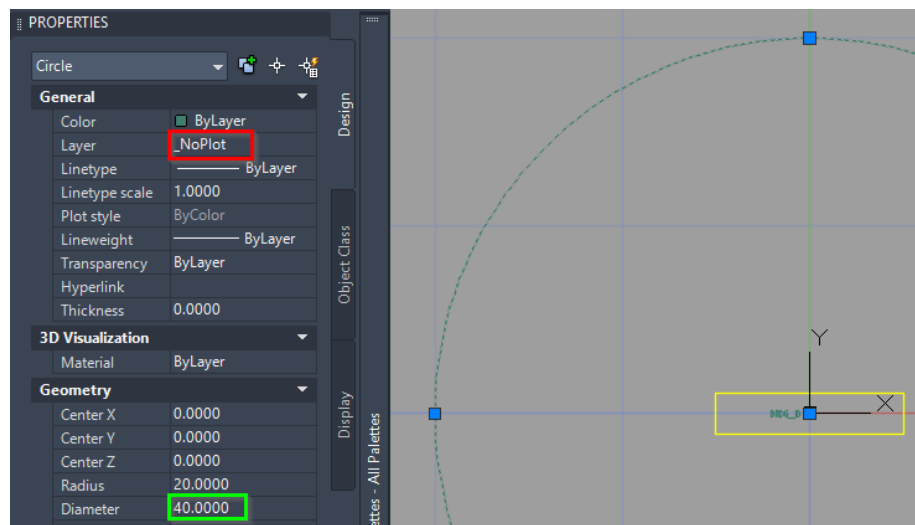 PROPERTIES
Circle
General
Color ByLayer
Layer _NoPlot
Linetype ByLayer
Linetype scale 1.0000
Plot style ByColor
Lineweight ByLayer
Transparency ByLayer
Hyperlink
Thickness 0.0000
3D Visualization
Material ByLayer
Geometry
Center X 0.0000
Center Y 0.0000
Center Z 0.0000
Radius 20.0000
Diameter 40.0000
Design
Object Class
Display
ettes - All Palettes
Y
X